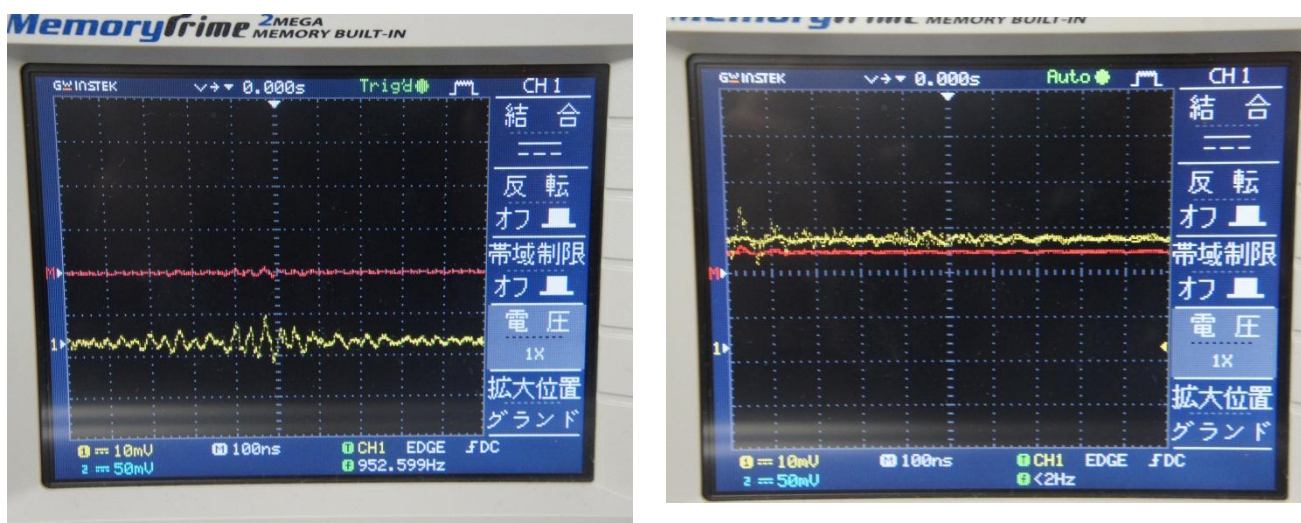 MemoryPrime 2MEGA MEMORY BUILT-IN
GW INSTEK 0.000s Trig'd CH1
結合
反転
オフ
帯域制限
オフ
電圧
1X
拡大位置
グランド
M
1
1 10mV M 100ns T CH1 EDGE DC
2 50mV f 952.599Hz
MEMORY BUILT-IN
GW INSTEK 0.000s Auto CH1
結合
反転
オフ
帯域制限
オフ
電圧
1X
拡大位置
グランド
M
1
1 10mV M 100ns T CH1 EDGE DC
2 50mV f <2Hz